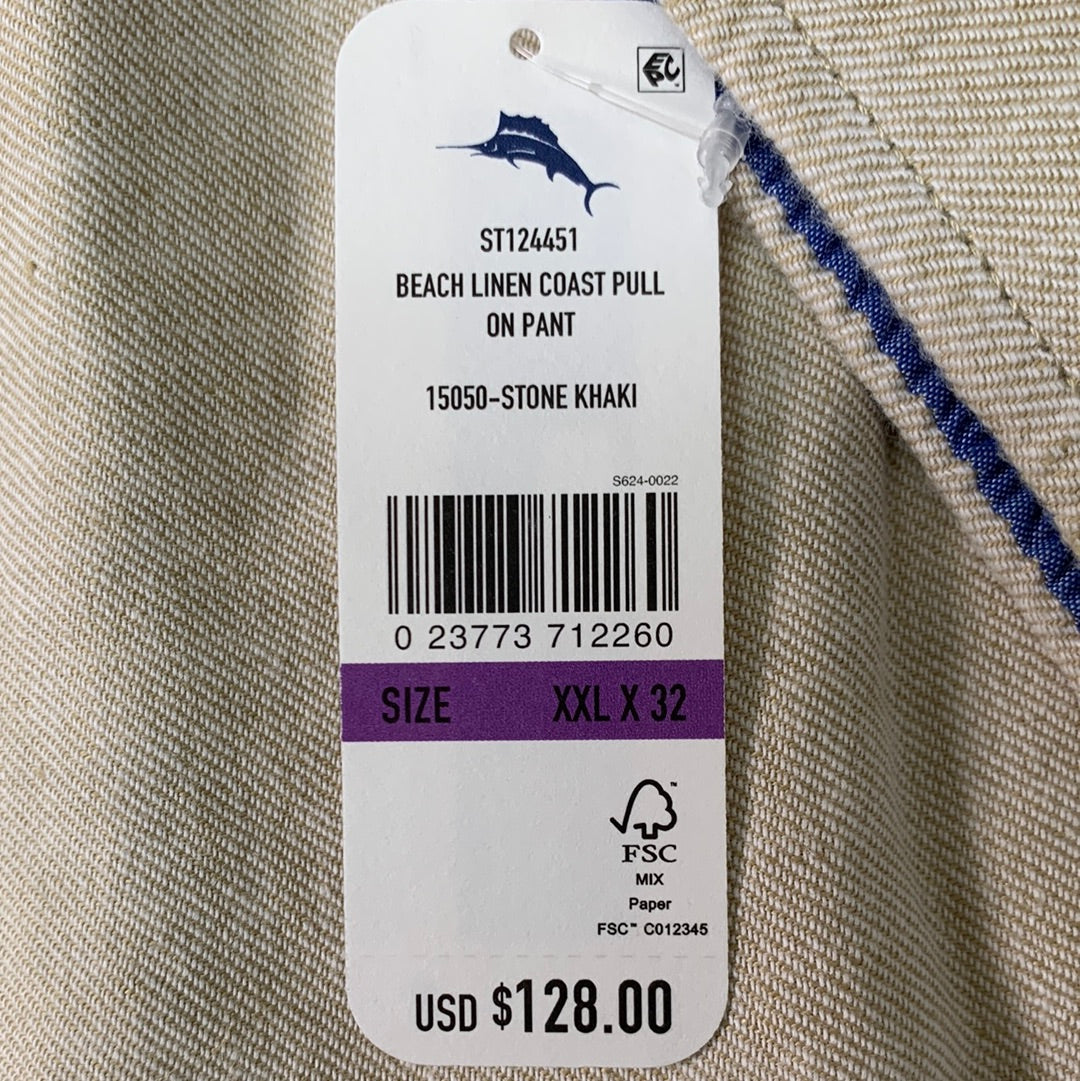 EPC
ST124451
BEACH LINEN COAST PULL
ON PANT
15050-STONE KHAKI
S624-0022
0 23773 712260
SIZE XXL X 32
FSC
MIX
Paper
FSC™ C012345
USD $128.00